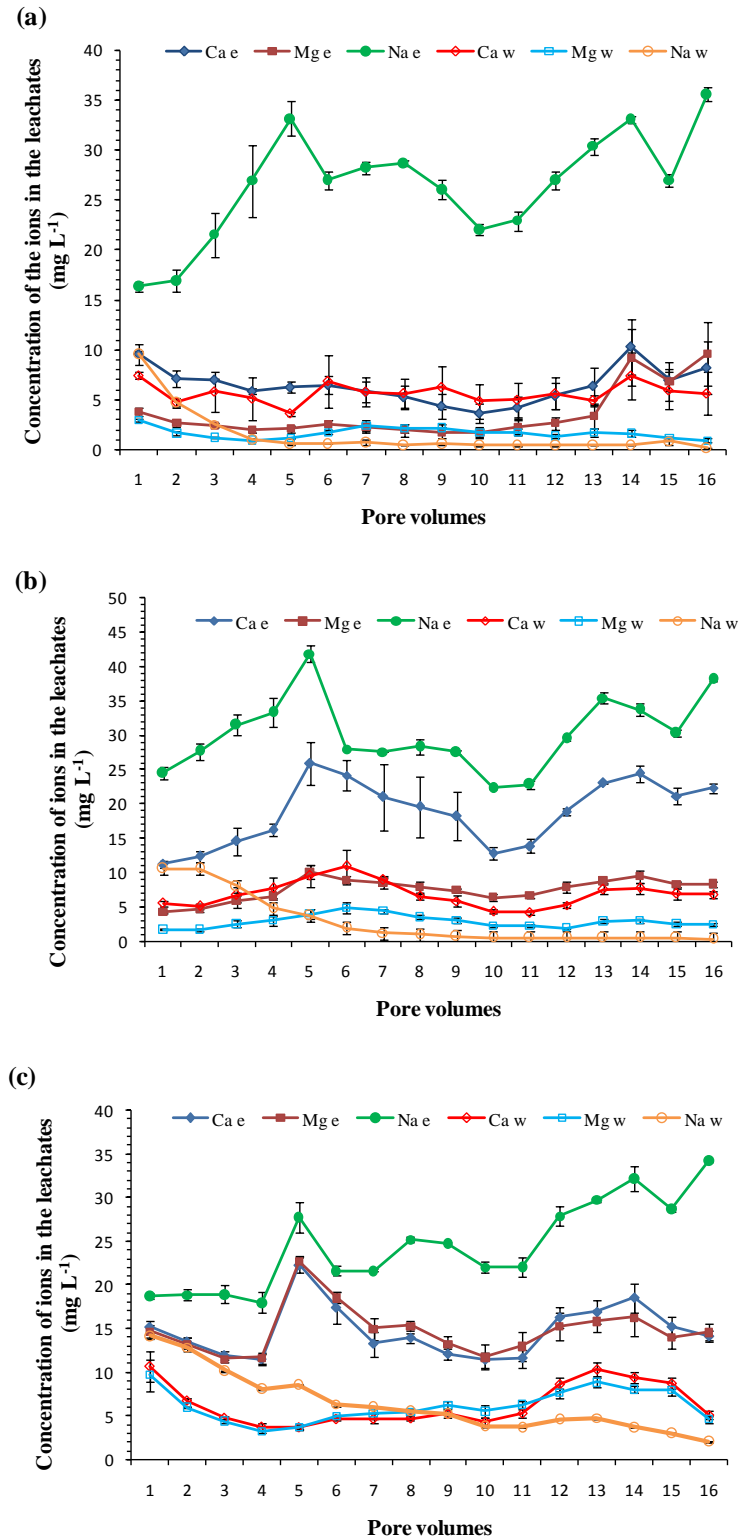 (a)
Ca e Mg e Na e Ca w Mg w Na w
40
35
30
25
20
15
10
5
0
Concentration of the ions in the leachates
(mg L-1)
1 2 3 4 5 6 7 8 9 10 11 12 13 14 15 16
Pore volumes
(b)
Ca e Mg e Na e Ca w Mg w Na w
50
45
40
35
30
25
20
15
10
5
0
Concentration of ions in the leachates
(mg L-1)
1 2 3 4 5 6 7 8 9 10 11 12 13 14 15 16
Pore volumes
(c)
Ca e Mg e Na e Ca w Mg w Na w
40
35
30
25
20
15
10
5
0
Concentration of ions in the leachates
(mg L-1)
1 2 3 4 5 6 7 8 9 10 11 12 13 14 15 16
Pore volumes